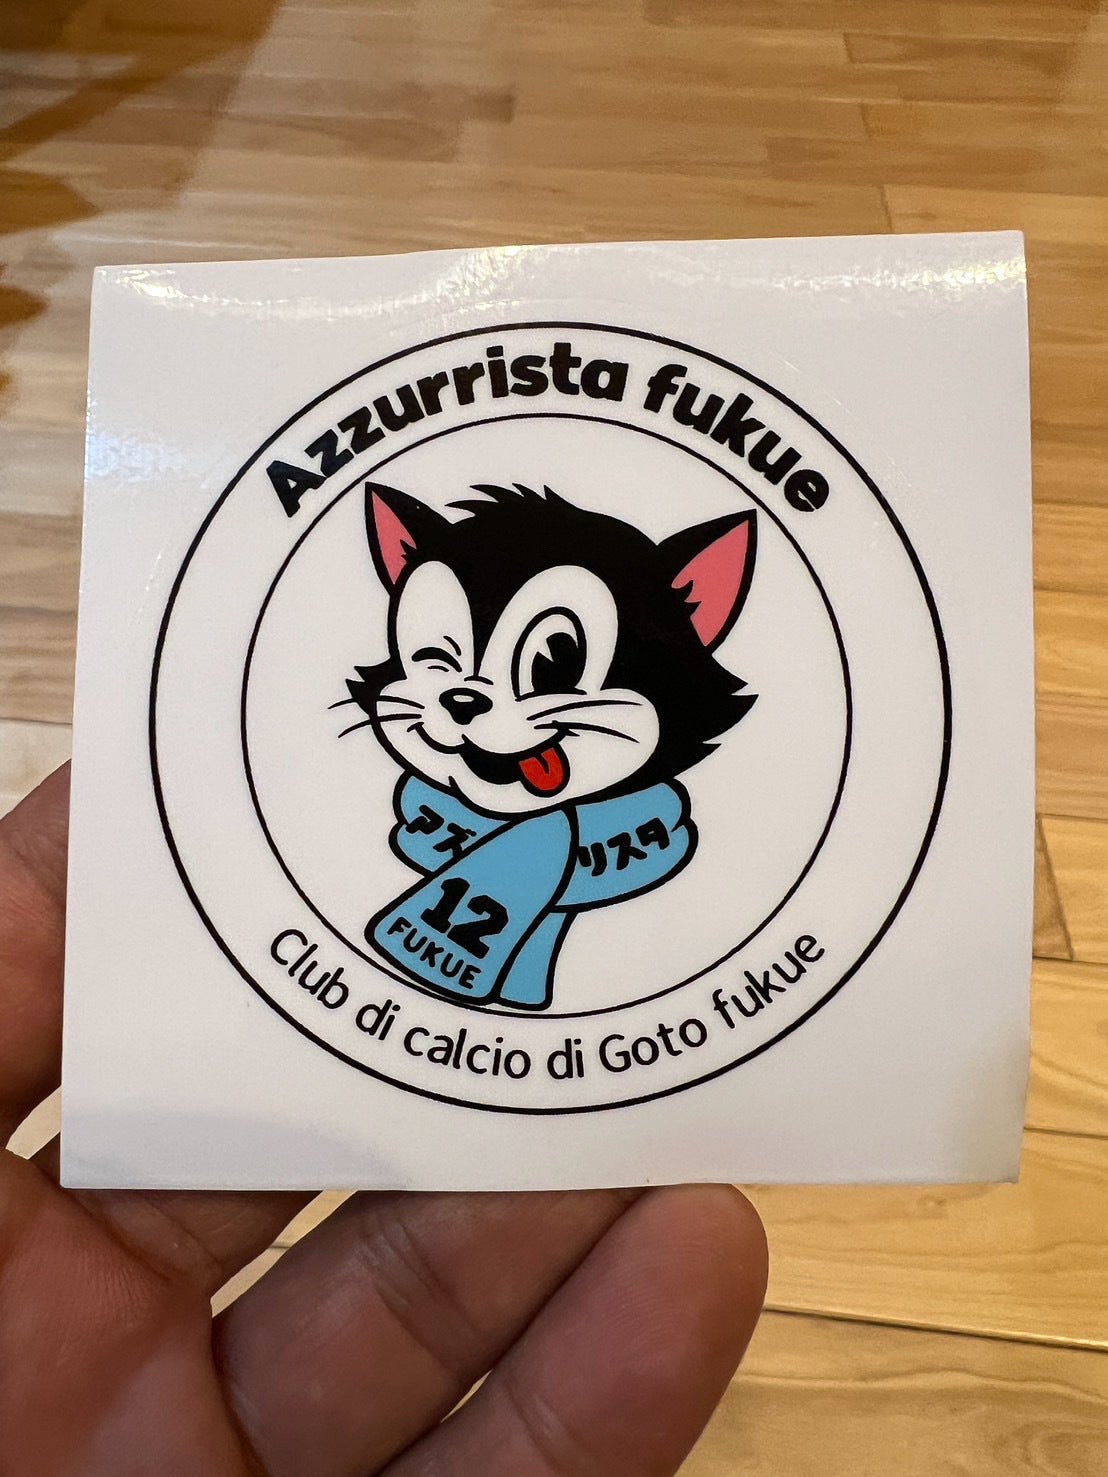 Azzurrista fukue
アズリスタ
12
FUKUE
Club di calcio di Goto fukue